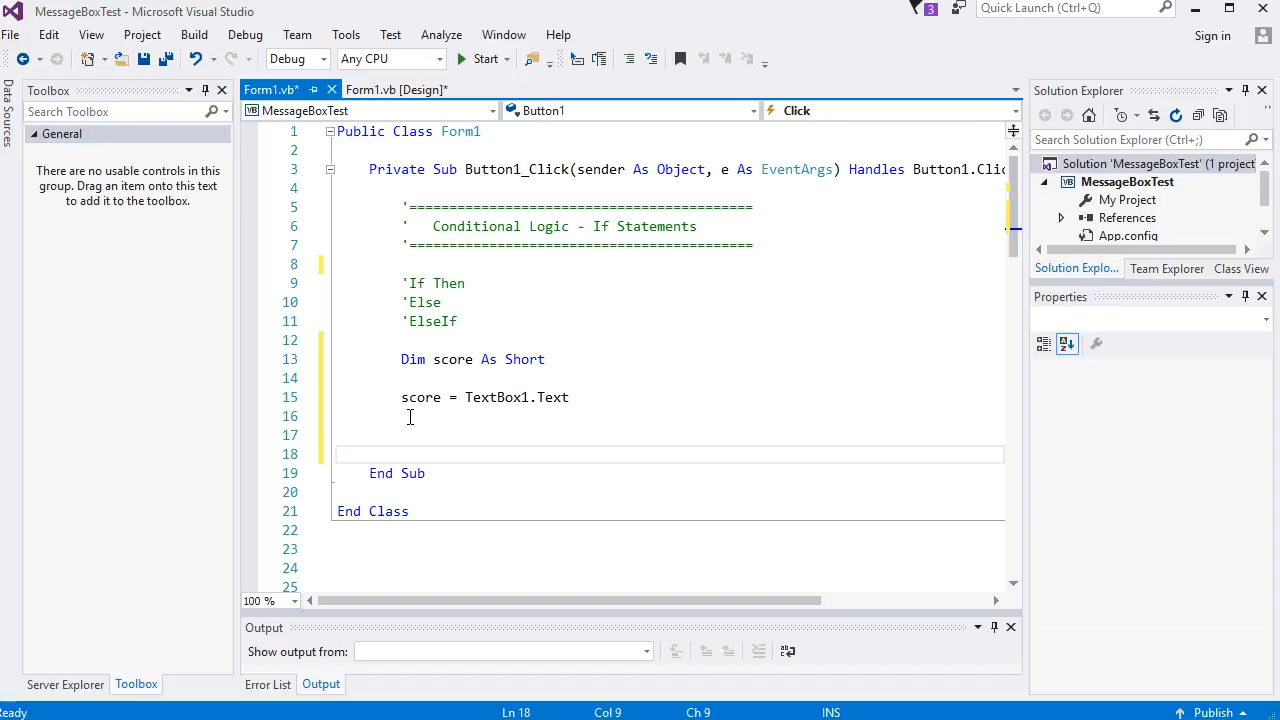 MessageBoxTest - Microsoft Visual Studio
3
Quick Launch (Ctrl+Q)
File Edit View Project Build Debug Team Tools Test Analyze Window Help
Sign in
Debug Any CPU Start
Data Sources
Toolbox
Search Toolbox
General
There are no usable controls in this
group. Drag an item onto this text
to add it to the toolbox.
Server Explorer Toolbox
Form1.vb* Form1.vb [Design]*
MessageBoxTest Button1 Click
1 Public Class Form1
2
3 Private Sub Button1_Click(sender As Object, e As EventArgs) Handles Button1.Clic
4
5 '===========================================
6 ' Conditional Logic - If Statements
7 '===========================================
8
9 'If Then
10 'Else
11 'ElseIf
12
13 Dim score As Short
14
15 score = TextBox1.Text
16
17
18
19 End Sub
20
21 End Class
22
23
24
25
100 %
Output
Show output from:
Error List Output
Solution Explorer
Search Solution Explorer (Ctrl+;)
Solution 'MessageBoxTest' (1 project
MessageBoxTest
My Project
References
App.config
Solution Explo... Team Explorer Class View
Properties
Ready Ln 18 Col 9 Ch 9 INS Publish